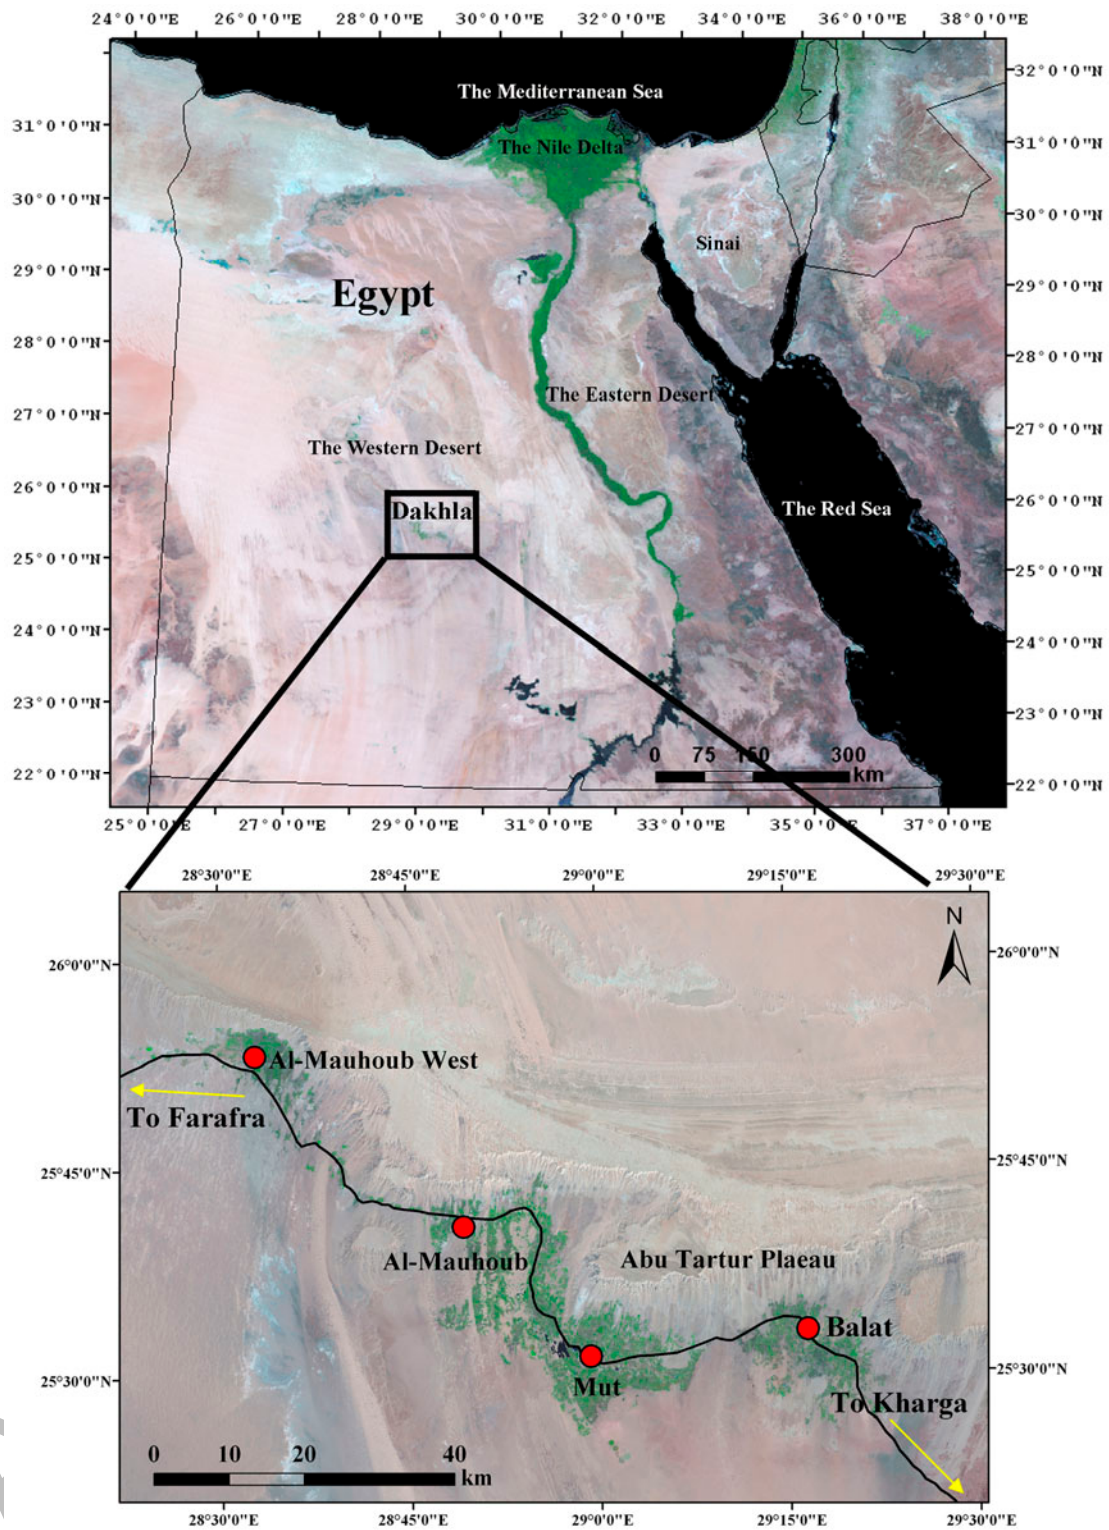 24°0'0"E 26°0'0"E 28°0'0"E 30°0'0"E 32°0'0"E 34°0'0"E 36°0'0"E 38°0'0"E
32°0'0"N
The Mediterranean Sea
31°0'0"N
31°0'0"N
The Nile Delta
30°0'0"N
30°0'0"N
Sinai
29°0'0"N
29°0'0"N
Egypt
28°0'0"N
28°0'0"N
The Eastern Desert
27°0'0"N
27°0'0"N
The Western Desert
26°0'0"N
26°0'0"N
Dakhla
The Red Sea
25°0'0"N
25°0'0"N
24°0'0"N
24°0'0"N
23°0'0"N
23°0'0"N
0 75 150 300
km
22°0'0"N
22°0'0"N
25°0'0"E 27°0'0"E 29°0'0"E 31°0'0"E 33°0'0"E 35°0'0"E 37°0'0"E
28°30'0"E 28°45'0"E 29°0'0"E 29°15'0"E 29°30'0"E
N
26°0'0"N
26°0'0"N
Al-Mauhoub West
To Farafra
25°45'0"N
25°45'0"N
Al-Mauhoub
Abu Tartur Plaeau
Balat
25°30'0"N
25°30'0"N
Mut
To Kharga
0 10 20 40
km
28°30'0"E 28°45'0"E 29°0'0"E 29°15'0"E 29°30'0"E